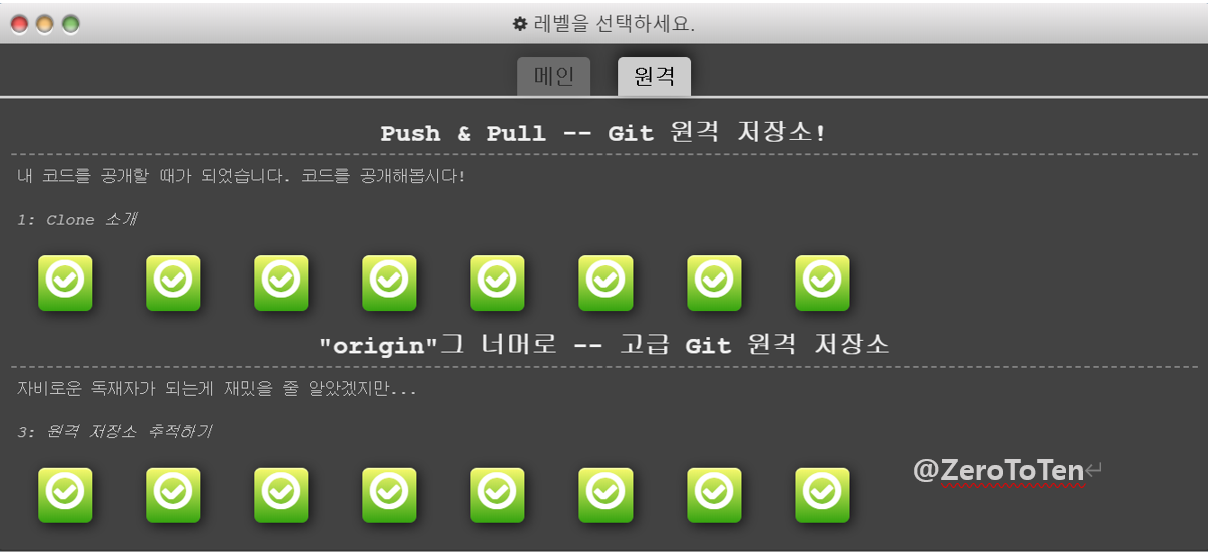 레벨을 선택하세요.
메인 원격
Push & Pull -- Git 원격 저장소!
내 코드를 공개할 때가 되었습니다. 코드를 공개해봅시다!
1: Clone 소개
"origin"그 너머로 -- 고급 Git 원격 저장소
자비로운 독재자가 되는게 재밌을 줄 알았겠지만...
3: 원격 저장소 추적하기
@ZeroToTen